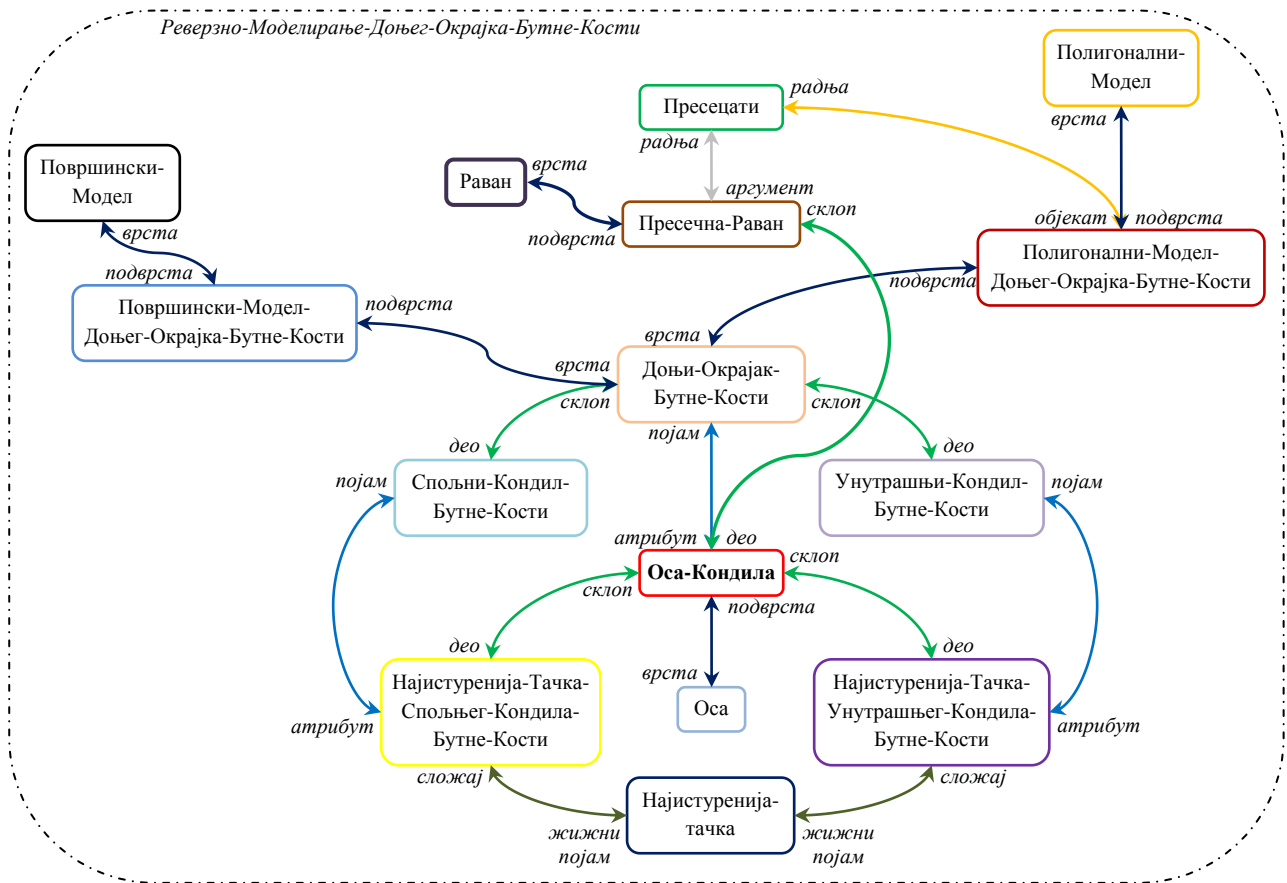 Реверзно-Моделирање-Доњег-Окрајка-Бутне-Кости
Полигонални-
Модел
радња
Пресецати
врста
радња
Површински-
Модел
врста
Раван
аргумент
склоп
Пресечна-Раван
подврста
објекат
подврста
врста
подврста
Полигонални-Модел-
Доњег-Окрајка-Бутне-Кости
подврста
Површински-Модел-
Доњег-Окрајка-Бутне-Кости
подврста
врста
врста
Доњи-Окрајак-
Бутне-Кости
склоп
склоп
појам
део
део
појам
Спољни-Кондил-
Бутне-Кости
Унутрашњи-Кондил-
Бутне-Кости
појам
атрибут
део
склоп
Оса-Кондила
склоп
подврста
део
део
врста
Оса
Најистуренија-Тачка-
Спољњег-Кондила-
Бутне-Кости
Најистуренија-Тачка-
Унутрашњег-Кондила-
Бутне-Кости
атрибут
атрибут
сложај
сложај
Најистуренија-
тачка
жижни
појам
жижни
појам